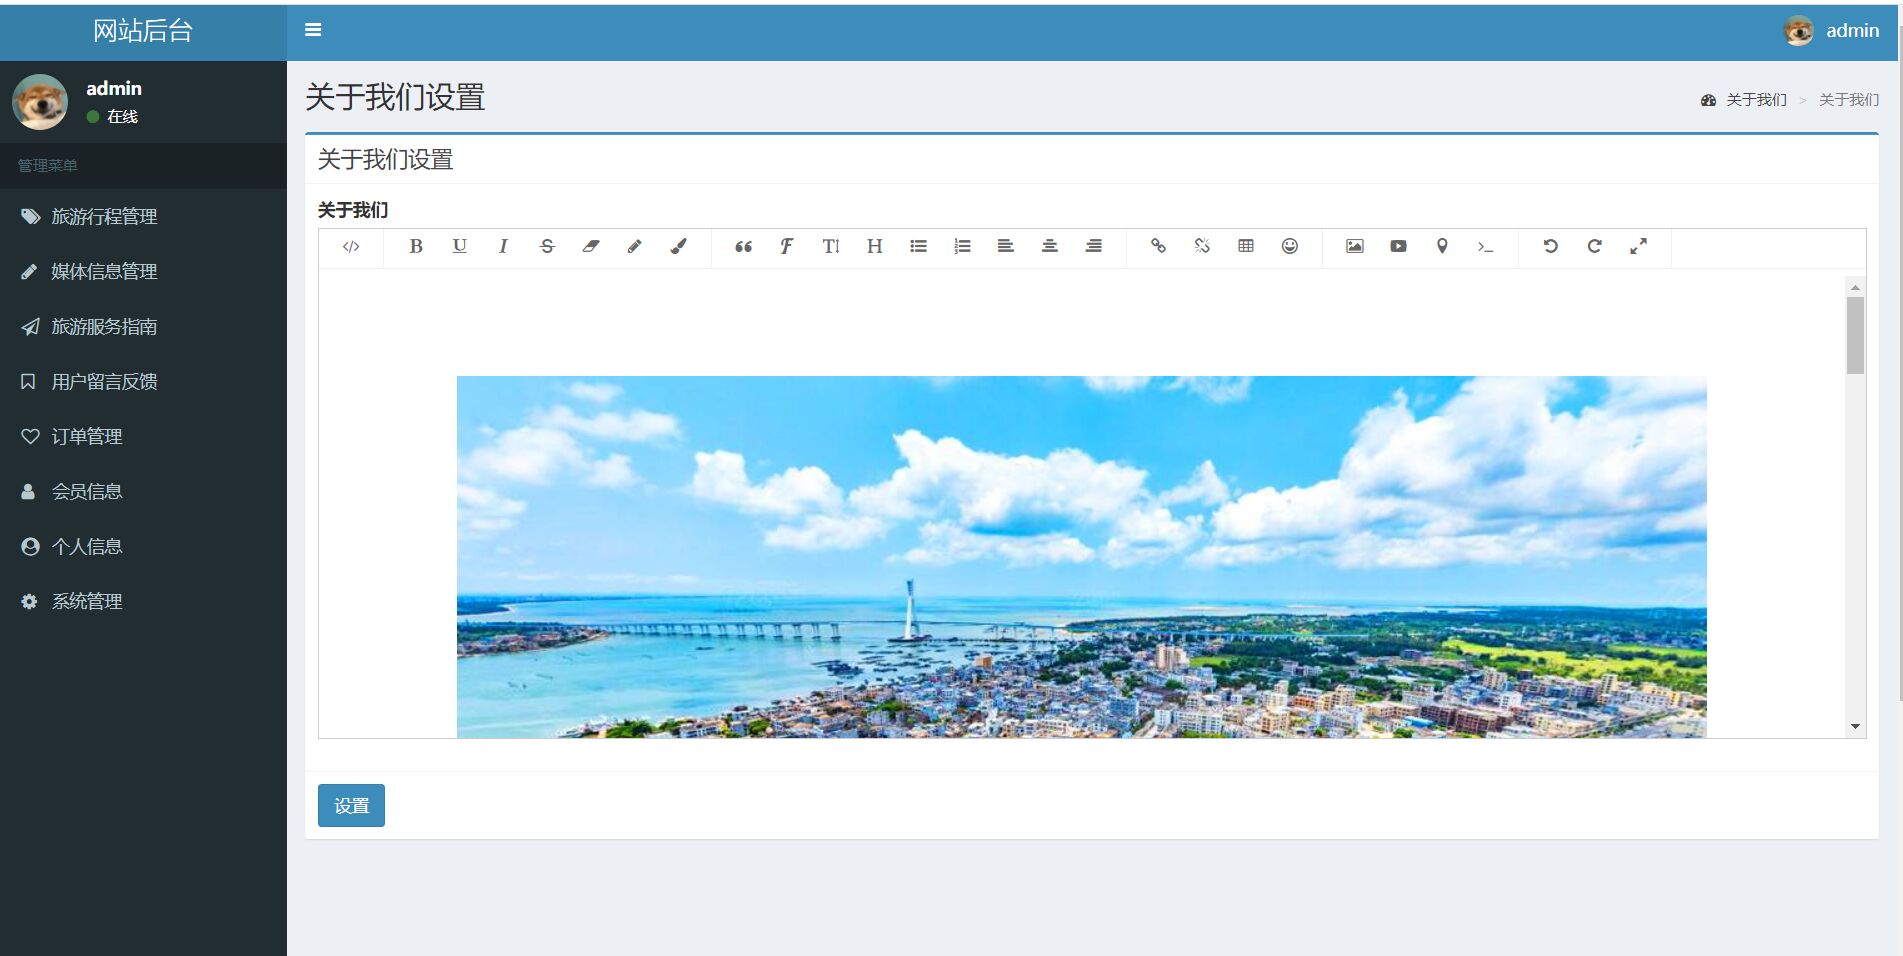 网站后台
admin
admin
在线
管理菜单
旅游行程管理
媒体信息管理
旅游服务指南
用户留言反馈
订单管理
会员信息
个人信息
系统管理
关于我们设置
关于我们 > 关于我们
关于我们设置
关于我们
设置